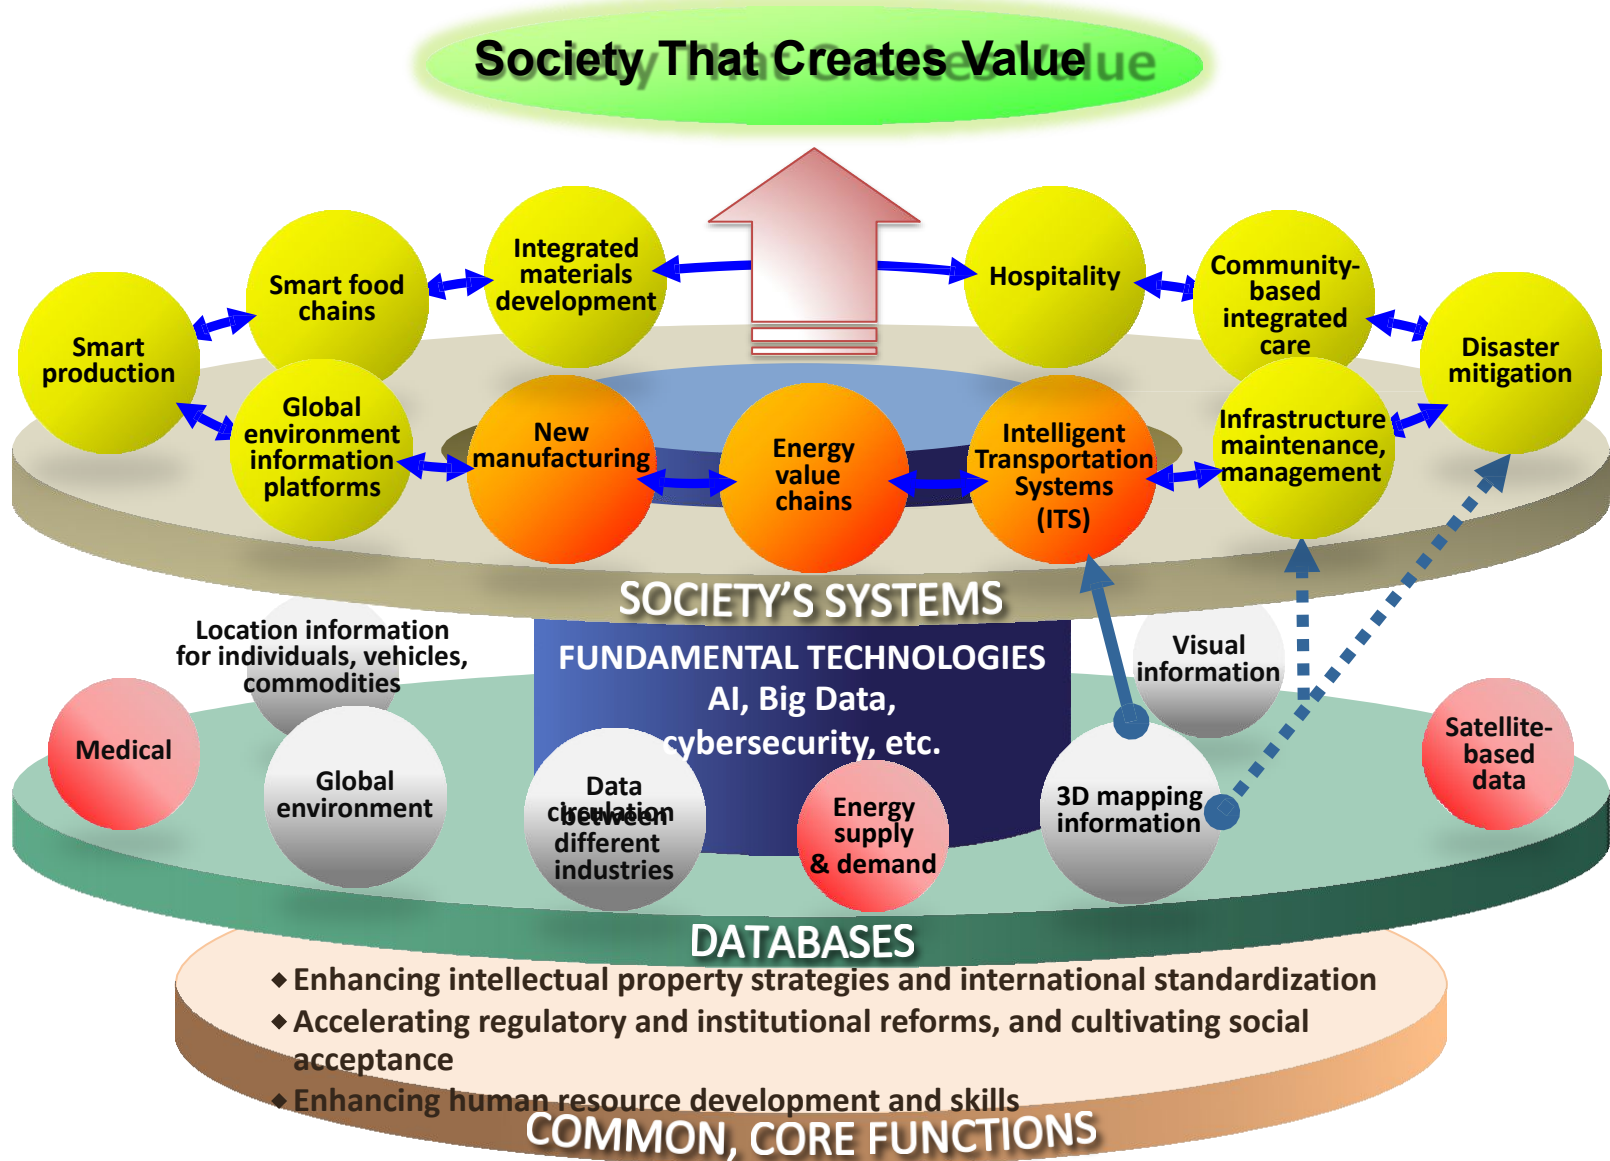 Society That Creates Value
Integrated
materials
development
Hospitality
Community-
based
integrated
care
Smart food
chains
Smart
production
Disaster
mitigation
Global
environment
information
platforms
New
manufacturing
Energy
value
chains
Intelligent
Transportation
Systems
(ITS)
Infrastructure
maintenance,
management
SOCIETY'S SYSTEMS
Location information
for individuals, vehicles,
commodities
FUNDAMENTAL TECHNOLOGIES
AI, Big Data,
cybersecurity, etc.
Visual
information
Medical
Global
environment
Data
circulation
between
different
industries
Energy
supply
& demand
3D mapping
information
Satellite-
based
data
DATABASES
◆ Enhancing intellectual property strategies and international standardization
◆ Accelerating regulatory and institutional reforms, and cultivating social
acceptance
◆ Enhancing human resource development and skills
COMMON, CORE FUNCTIONS